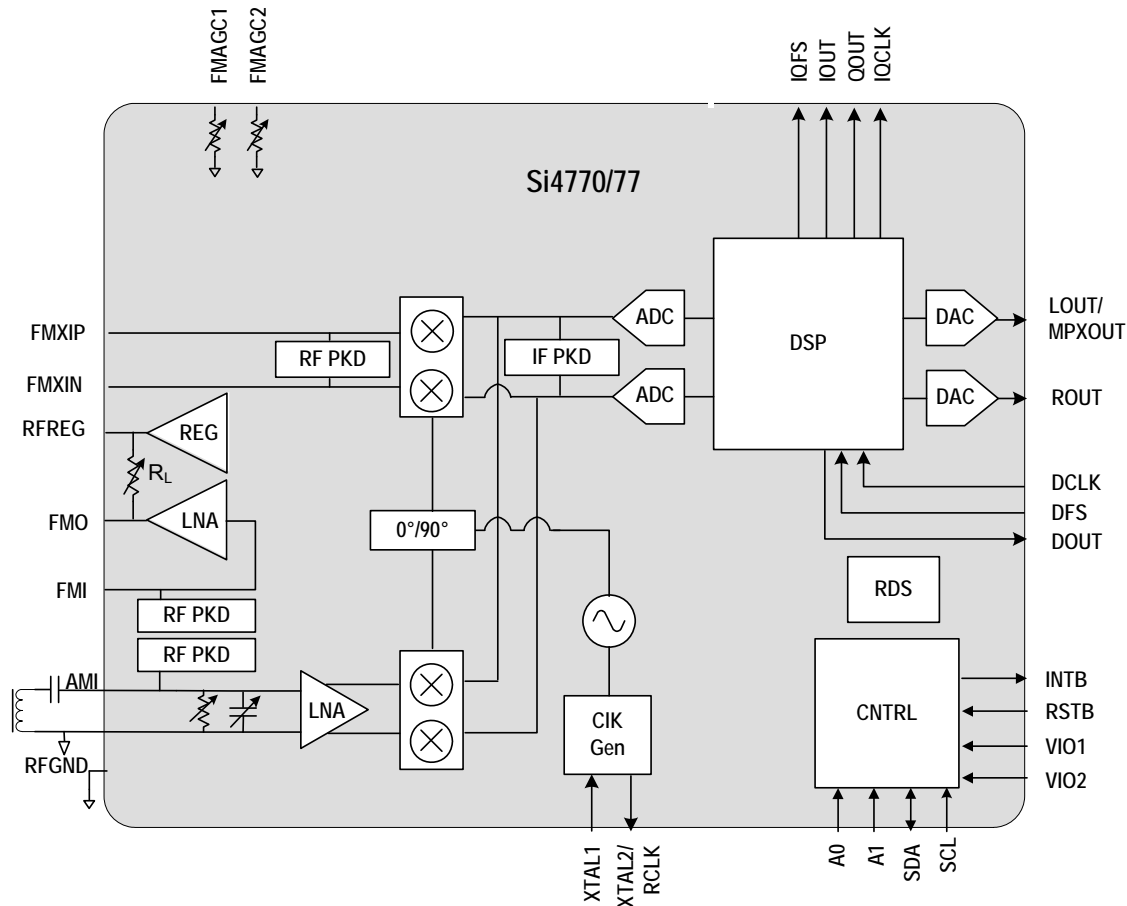 FMAGC1
FMAGC2
IQFS
IOUT
QOUT
IQCLK
Si4770/77
FMXIP
FMXIN
RFREG
FMO
FMI
AMI
RFGND
RF PKD
REG
RL
LNA
RF PKD
RF PKD
LNA
0°/90°
IF PKD
ADC
ADC
DSP
DAC
DAC
LOUT/
MPXOUT
ROUT
DCLK
DFS
DOUT
RDS
CNTRL
INTB
RSTB
VIO1
VIO2
ClK
Gen
XTAL1
XTAL2/
RCLK
A0
A1
SDA
SCL